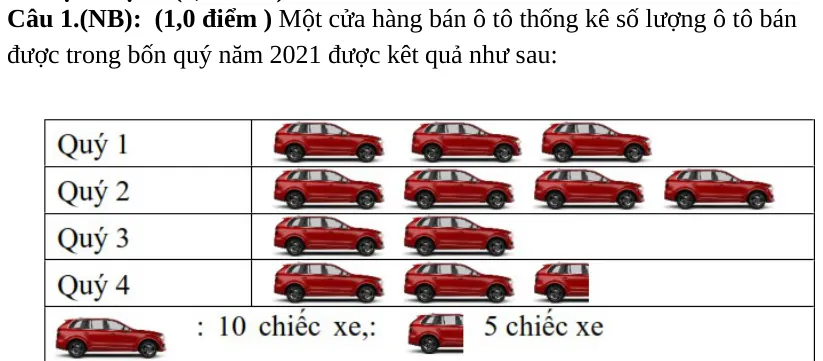 Câu 1.(NB): (1,0 điểm ) Một cửa hàng bán ô tô thống kê số lượng ô tô bán
được trong bốn quý năm 2021 được kêt quả như sau:
Quý 1
Quý 2
Quý 3
Quý 4
: 10 chiếc xe,: 5 chiếc xe